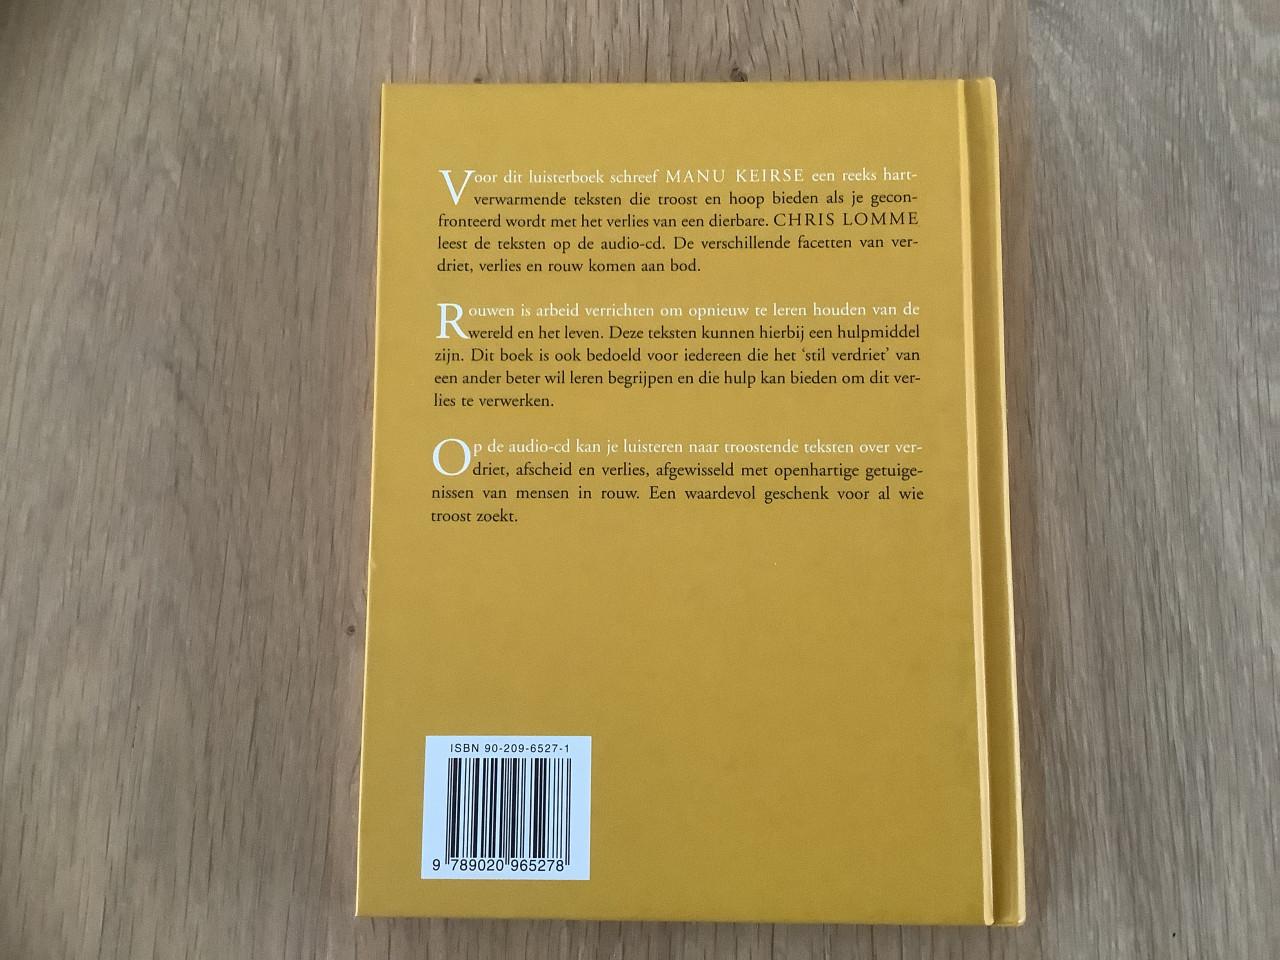 Voor dit luisterboek schreef MANU KEIRSE een reeks hart-
verwarmende teksten die troost en hoop bieden als je gecon-
fronteerd wordt met het verlies van een dierbare. CHRIS LOMME
leest de teksten op de audio-cd. De verschillende facetten van ver-
driet, verlies en rouw komen aan bod.
Rouwen is arbeid verrichten om opnieuw te leren houden van de
wereld en het leven. Deze teksten kunnen hierbij een hulpmiddel
zijn. Dit boek is ook bedoeld voor iedereen die het ‘stil verdriet’ van
een ander beter wil leren begrijpen en die hulp kan bieden om dit ver-
lies te verwerken.
Op de audio-cd kan je luisteren naar troostende teksten over ver-
driet, afscheid en verlies, afgewisseld met openhartige getuige-
nissen van mensen in rouw. Een waardevol geschenk voor al wie
troost zoekt.
ISBN 90-209-6527-1
9 789020 965278